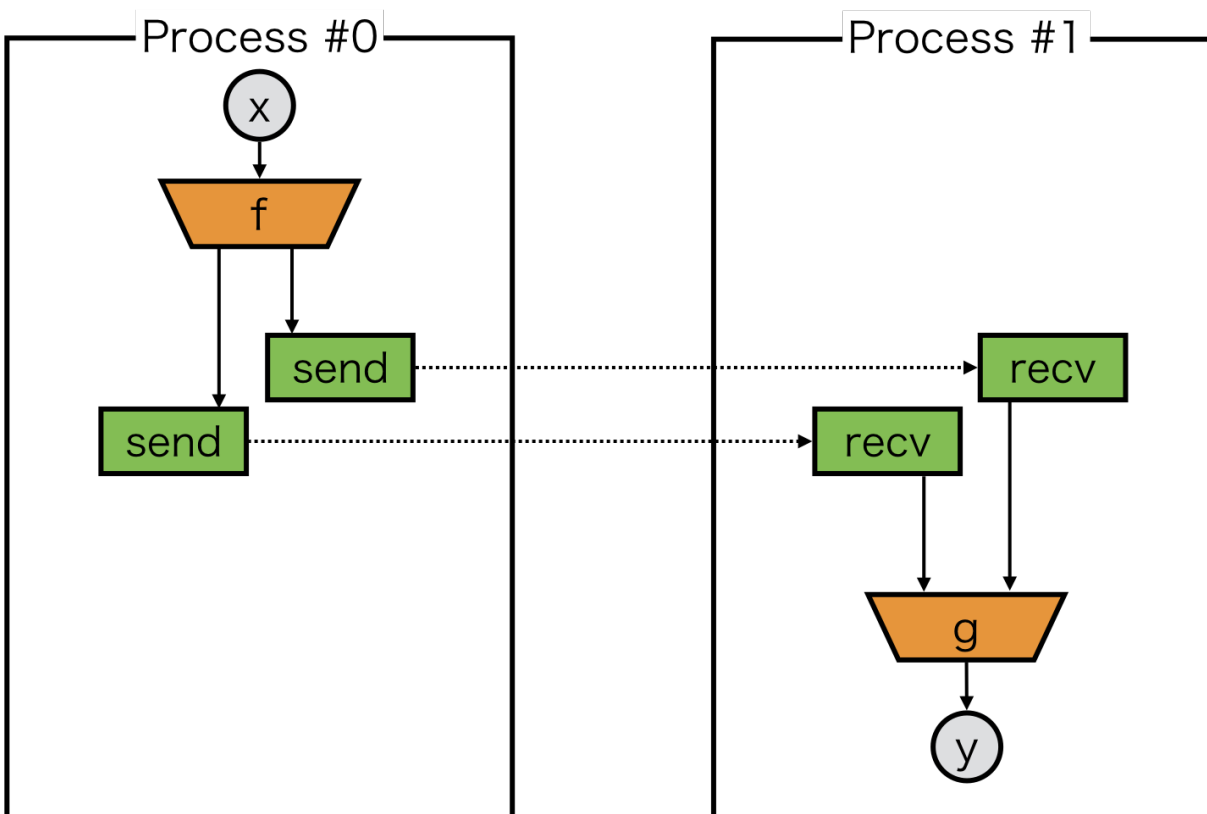 Process #0
Process #1
x
f
send
recv
send
recv
g
y